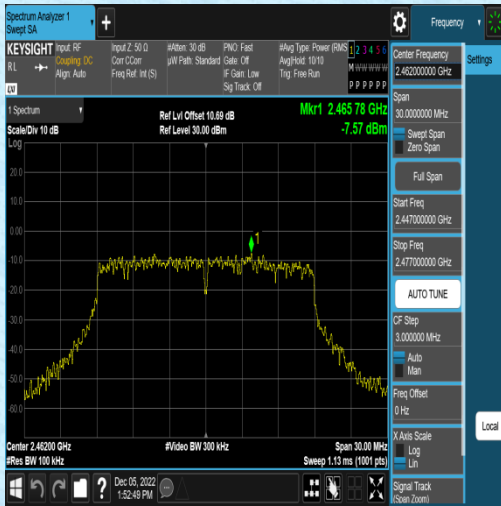 Spectrum Analyzer 1
Swept SA
Frequency
KEYSIGHT
RL
Input: RF
Coupling: DC
Align: Auto
Input Z: 50 Ω
Corr CCorr
Freq Ref: Int (S)
#Atten: 30 dB
µW Path: Standard
PNO: Fast
Gate: Off
IF Gain: Low
Sig Track: Off
#Avg Type: Power (RMS
Avg|Hold: 10/10
Trig: Free Run
1 2 3 4 5 6
M W W W W W
P P P P P P
1 Spectrum
Scale/Div 10 dB
Log
Ref Lvl Offset 10.69 dB
Ref Level 30.00 dBm
Mkr1 2.465 78 GHz
-7.57 dBm
20.0
10.0
0.00
-10.0
-20.0
-30.0
-40.0
-50.0
-60.0
1
Center 2.46200 GHz
#Res BW 100 kHz
#Video BW 300 kHz
Span 30.00 MHz
Sweep 1.13 ms (1001 pts)
Dec 05, 2022
1:52:49 PM
Settings
Center Frequency
2.462000000 GHz
Span
30.0000000 MHz
Swept Span
Zero Span
Full Span
Start Freq
2.447000000 GHz
Stop Freq
2.477000000 GHz
AUTO TUNE
CF Step
3.000000 MHz
Auto
Man
Freq Offset
0 Hz
X Axis Scale
Log
Lin
Signal Track
(Span Zoom)
Local